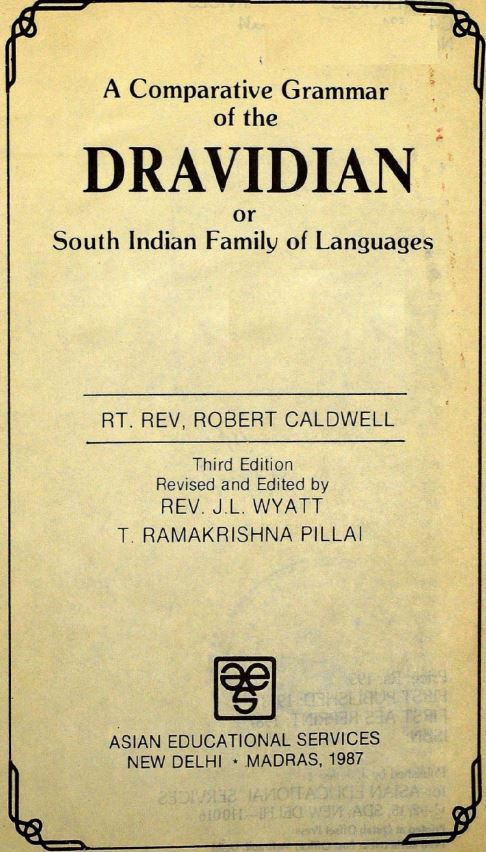 A Comparative Grammar
of the
DRAVIDIAN
or
South Indian Family of Languages
RT. REV, ROBERT CALDWELL
Third Edition
Revised and Edited by
REV. J.L. WYATT
T. RAMAKRISHNA PILLAI
aes
ASIAN EDUCATIONAL SERVICES
NEW DELHI * MADRAS, 1987